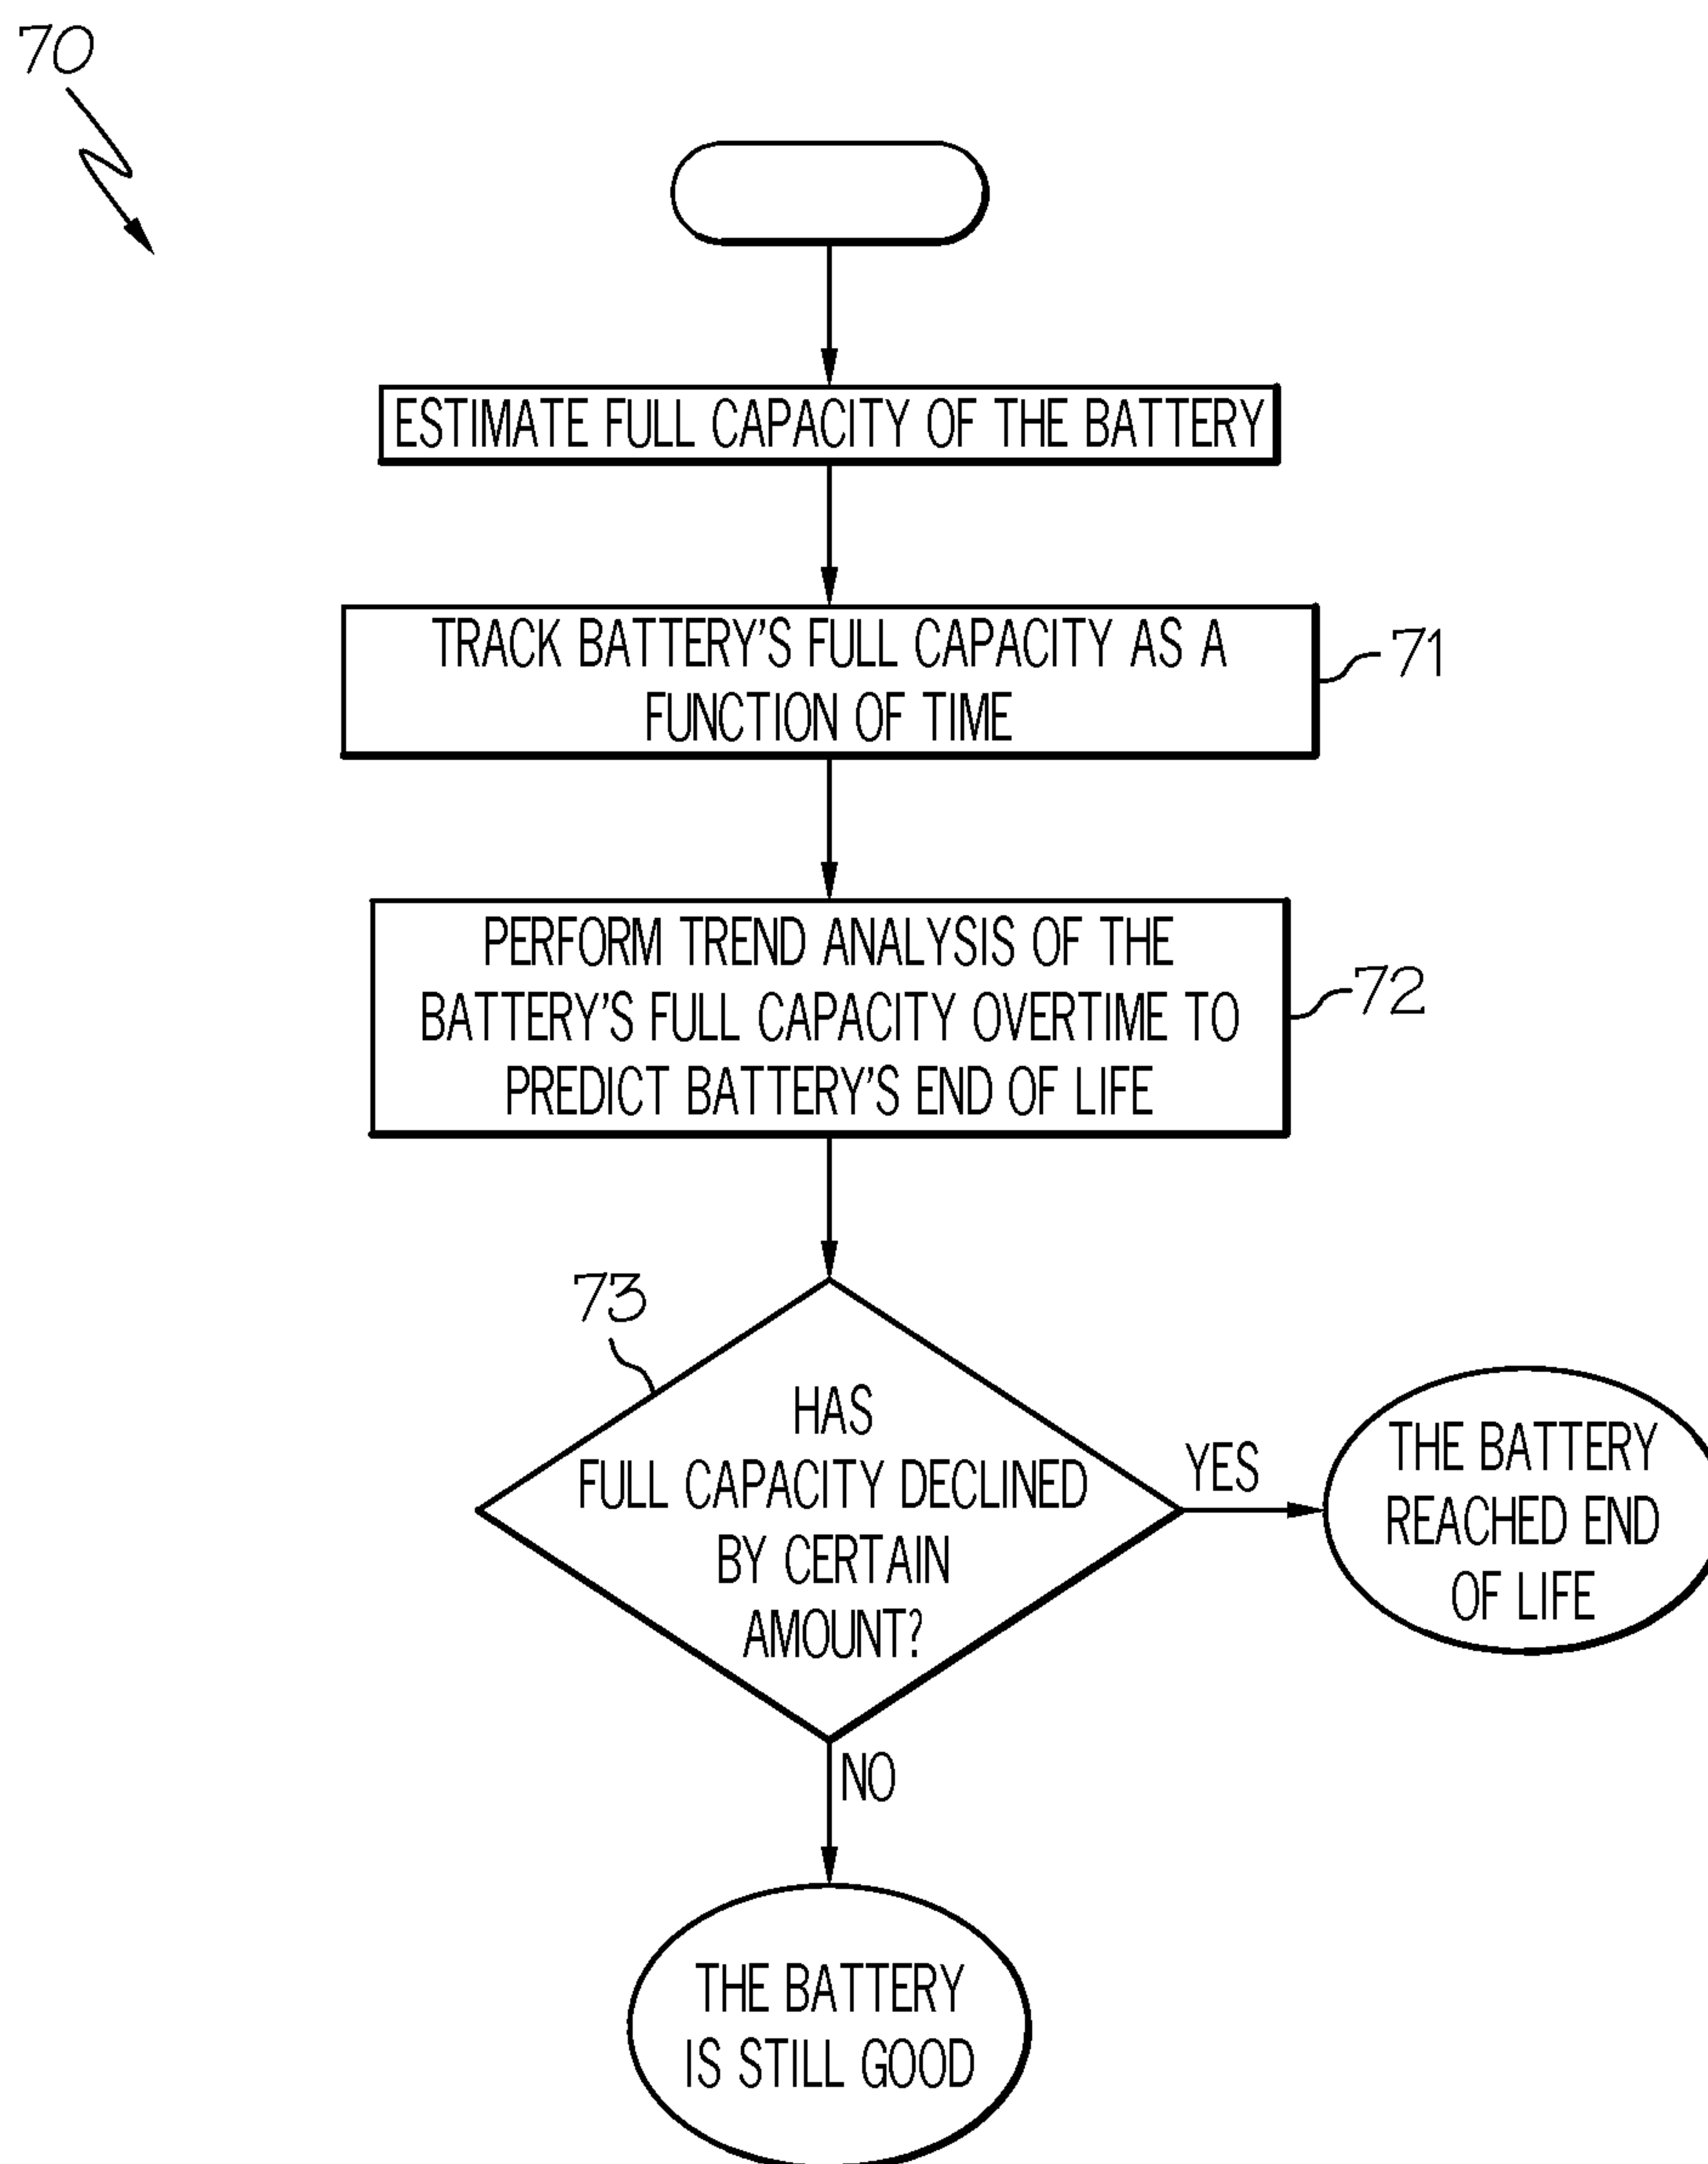 70
ESTIMATE FULL CAPACITY OF THE BATTERY
TRACK BATTERY'S FULL CAPACITY AS A
FUNCTION OF TIME
71
PERFORM TREND ANALYSIS OF THE
BATTERY'S FULL CAPACITY OVERTIME TO
PREDICT BATTERY'S END OF LIFE
72
73
HAS
FULL CAPACITY DECLINED
BY CERTAIN
AMOUNT?
YES
THE BATTERY
REACHED END
OF LIFE
NO
THE BATTERY
IS STILL GOOD